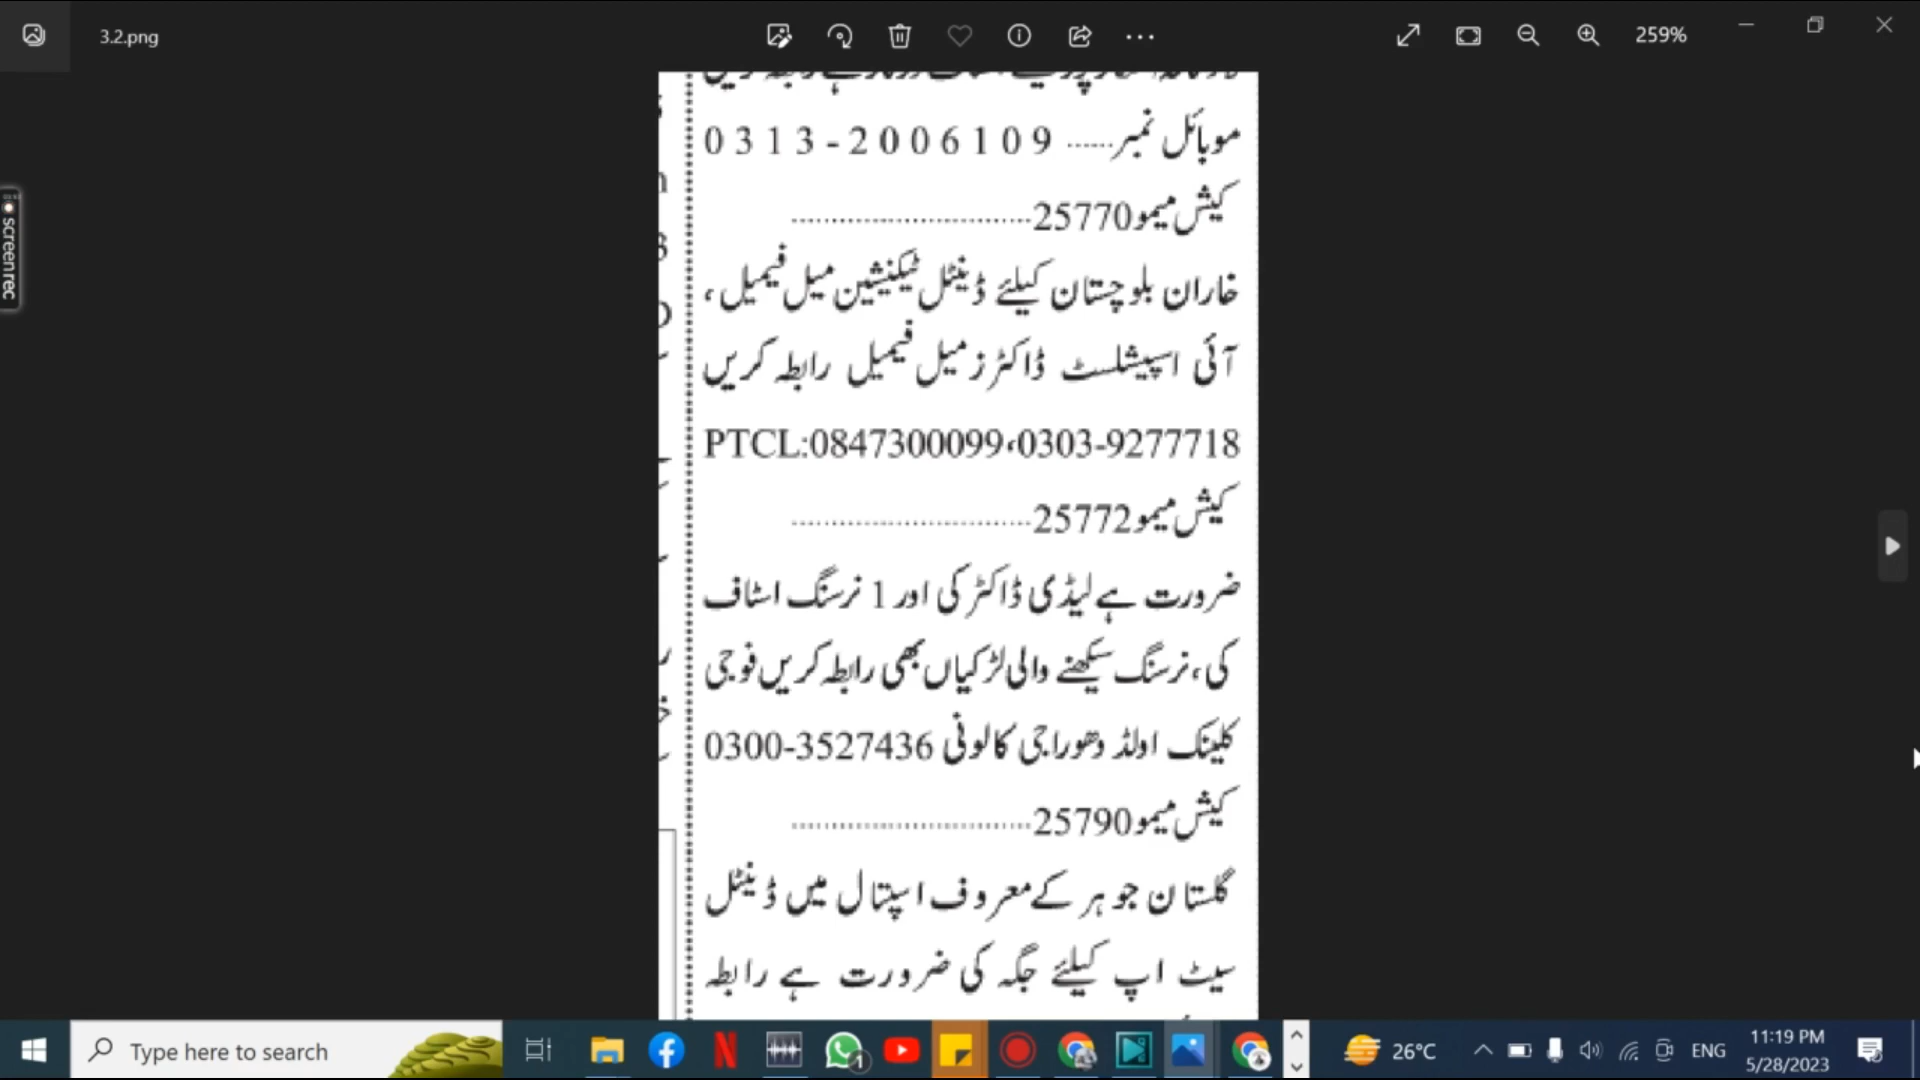 3.2.png
259%
موبائل نمبر...... 0313-2006109
کیش میمو25770..............................
خاران بلوچستان کیلئے ڈینٹل ٹیکنیشین میل فیمیل،
آئی اسپیشلسٹ ڈاکٹرز میل فیمیل رابطہ کریں
PTCL:0847300099،0303-9277718
کیش میمو25772..............................
ضرورت ہے لیڈی ڈاکٹر کی اور 1 نرسنگ اسٹاف
کی، نرسنگ سیکھنے والی لڑکیاں بھی رابطہ کریں فوجی
کلینک اولڈ دھوراجی کالونی 0300-3527436
کیش میمو25790..............................
گلستان جوہر کے معروف اسپتال میں ڈینٹل
سیٹ اپ کیلئے جگہ کی ضرورت ہے رابطہ
screenrec
Type here to search
1
26°C
ENG
11:19 PM
5/28/2023